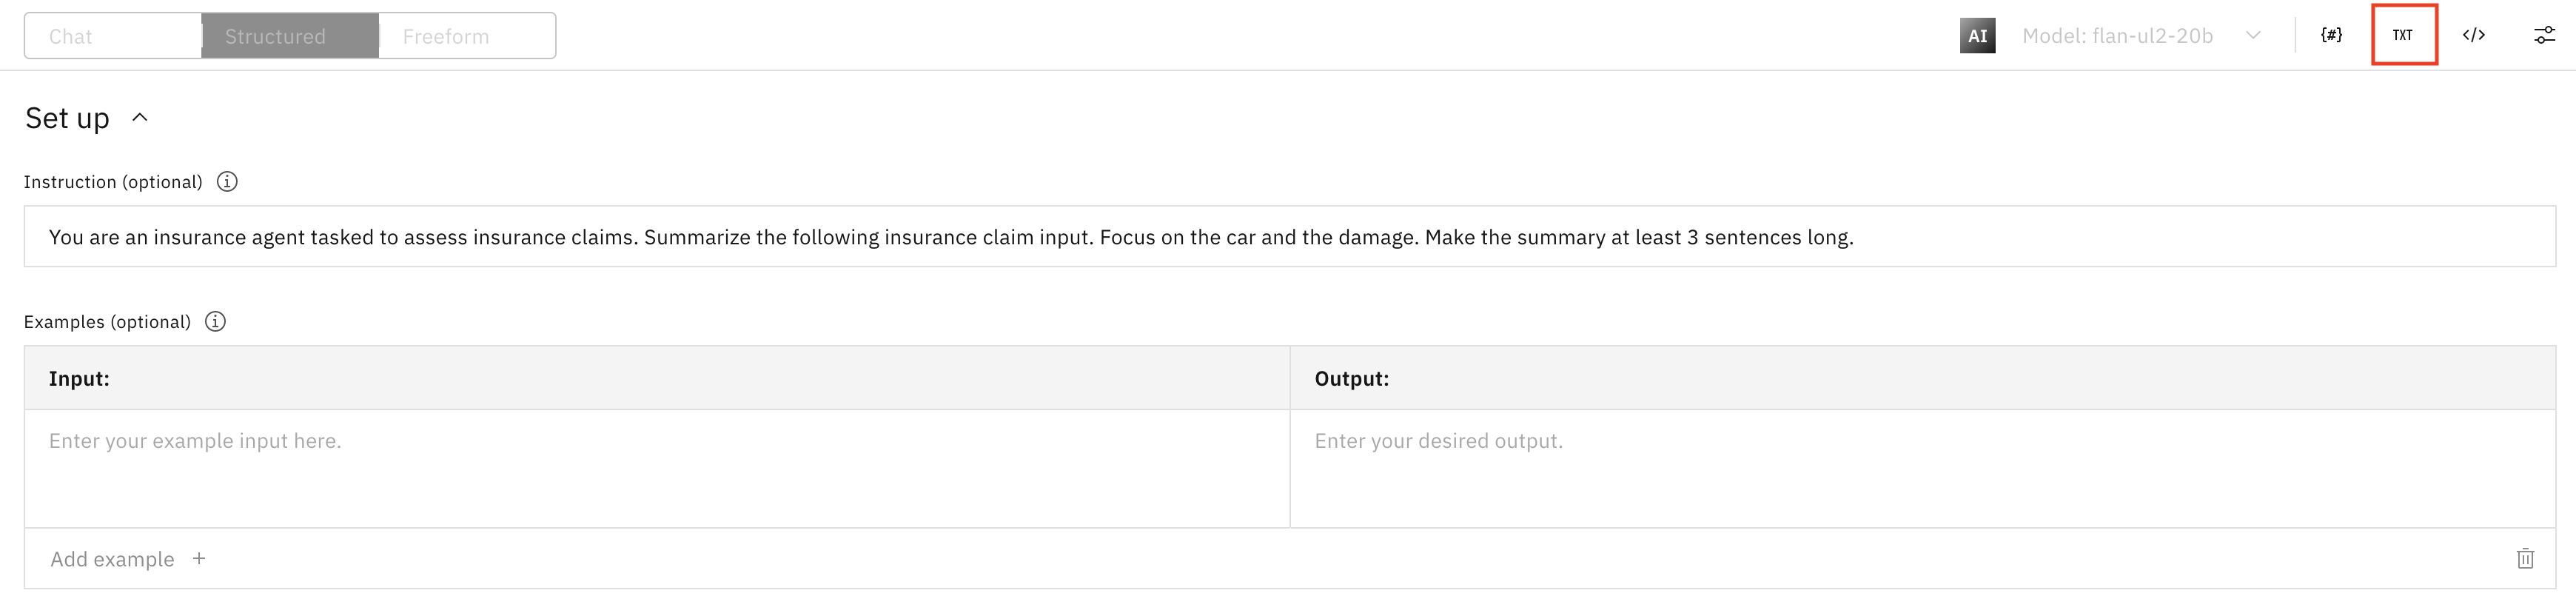 Chat Structured Freeform AI Model: flan-ul2-20b {#} TXT </>
Set up
Instruction (optional)
You are an insurance agent tasked to assess insurance claims. Summarize the following insurance claim input. Focus on the car and the damage. Make the summary at least 3 sentences long.
Examples (optional)
Input: Output:
Enter your example input here. Enter your desired output.
Add example +